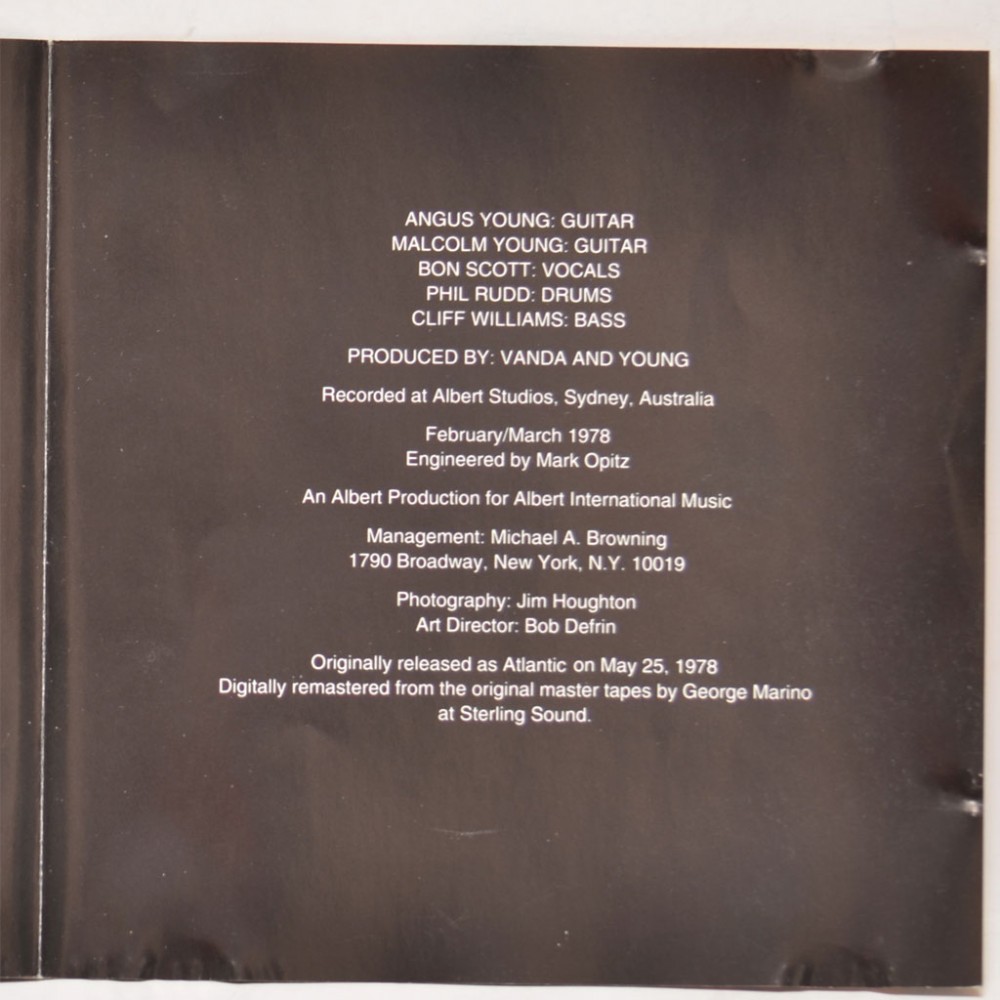 ANGUS YOUNG: GUITAR
MALCOLM YOUNG: GUITAR
BON SCOTT: VOCALS
PHIL RUDD: DRUMS
CLIFF WILLIAMS: BASS
PRODUCED BY: VANDA AND YOUNG
Recorded at Albert Studios, Sydney, Australia
February/March 1978
Engineered by Mark Opitz
An Albert Production for Albert International Music
Management: Michael A. Browning
1790 Broadway, New York, N.Y. 10019
Photography: Jim Houghton
Art Director: Bob Defrin
Originally released as Atlantic on May 25, 1978
Digitally remastered from the original master tapes by George Marino
at Sterling Sound.